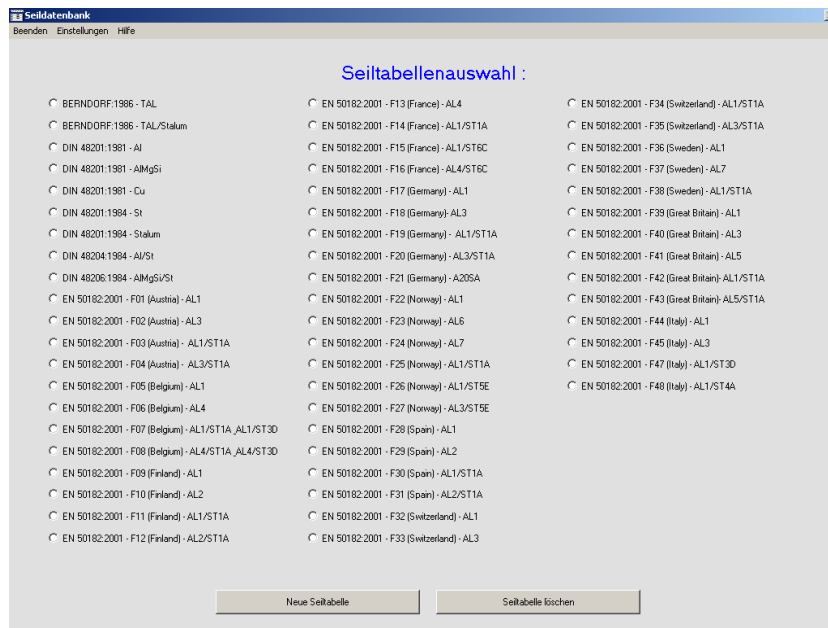 Seildatenbank
Beenden Einstellungen Hilfe
Seiltabellenauswahl :
BERNDORF:1986 - TAL
BERNDORF:1986 - TAL/Stalum
DIN 48201:1981 - Al
DIN 48201:1981 - AlMgSi
DIN 48201:1981 - Cu
DIN 48201:1984 - St
DIN 48201:1984 - Stalum
DIN 48204:1984 - Al/St
DIN 48206:1984 - AlMgSi/St
EN 50182:2001 - F01 (Austria) - AL1
EN 50182:2001 - F02 (Austria) - AL3
EN 50182:2001 - F03 (Austria) - AL1/ST1A
EN 50182:2001 - F04 (Austria) - AL3/ST1A
EN 50182:2001 - F05 (Belgium) - AL1
EN 50182:2001 - F06 (Belgium) - AL4
EN 50182:2001 - F07 (Belgium) - AL1/ST1A ,AL1/ST3D
EN 50182:2001 - F08 (Belgium) - AL4/ST1A ,AL4/ST3D
EN 50182:2001 - F09 (Finland) - AL1
EN 50182:2001 - F10 (Finland) - AL2
EN 50182:2001 - F11 (Finland) - AL1/ST1A
EN 50182:2001 - F12 (Finland) - AL2/ST1A
EN 50182:2001 - F13 (France) - AL4
EN 50182:2001 - F14 (France) - AL1/ST1A
EN 50182:2001 - F15 (France) - AL1/ST6C
EN 50182:2001 - F16 (France) - AL4/ST6C
EN 50182:2001 - F17 (Germany) - AL1
EN 50182:2001 - F18 (Germany)- AL3
EN 50182:2001 - F19 (Germany) - AL1/ST1A
EN 50182:2001 - F20 (Germany) - AL3/ST1A
EN 50182:2001 - F21 (Germany) - A20SA
EN 50182:2001 - F22 (Norway) - AL1
EN 50182:2001 - F23 (Norway) - AL6
EN 50182:2001 - F24 (Norway) - AL7
EN 50182:2001 - F25 (Norway) - AL1/ST1A
EN 50182:2001 - F26 (Norway) - AL1/ST5E
EN 50182:2001 - F27 (Norway) - AL3/ST5E
EN 50182:2001 - F28 (Spain) - AL1
EN 50182:2001 - F29 (Spain) - AL2
EN 50182:2001 - F30 (Spain) - AL1/ST1A
EN 50182:2001 - F31 (Spain) - AL2/ST1A
EN 50182:2001 - F32 (Switzerland) - AL1
EN 50182:2001 - F33 (Switzerland) - AL3
EN 50182:2001 - F34 (Switzerland) - AL1/ST1A
EN 50182:2001 - F35 (Switzerland) - AL3/ST1A
EN 50182:2001 - F36 (Sweden) - AL1
EN 50182:2001 - F37 (Sweden) - AL7
EN 50182:2001 - F38 (Sweden) - AL1/ST1A
EN 50182:2001 - F39 (Great Britain) - AL1
EN 50182:2001 - F40 (Great Britain) - AL3
EN 50182:2001 - F41 (Great Britain) - AL5
EN 50182:2001 - F42 (Great Britain)- AL1/ST1A
EN 50182:2001 - F43 (Great Britain)- AL5/ST1A
EN 50182:2001 - F44 (Italy) - AL1
EN 50182:2001 - F45 (Italy) - AL3
EN 50182:2001 - F47 (Italy) - AL1/ST3D
EN 50182:2001 - F48 (Italy) - AL1/ST4A
Neue Seiltabelle
Seiltabelle löschen